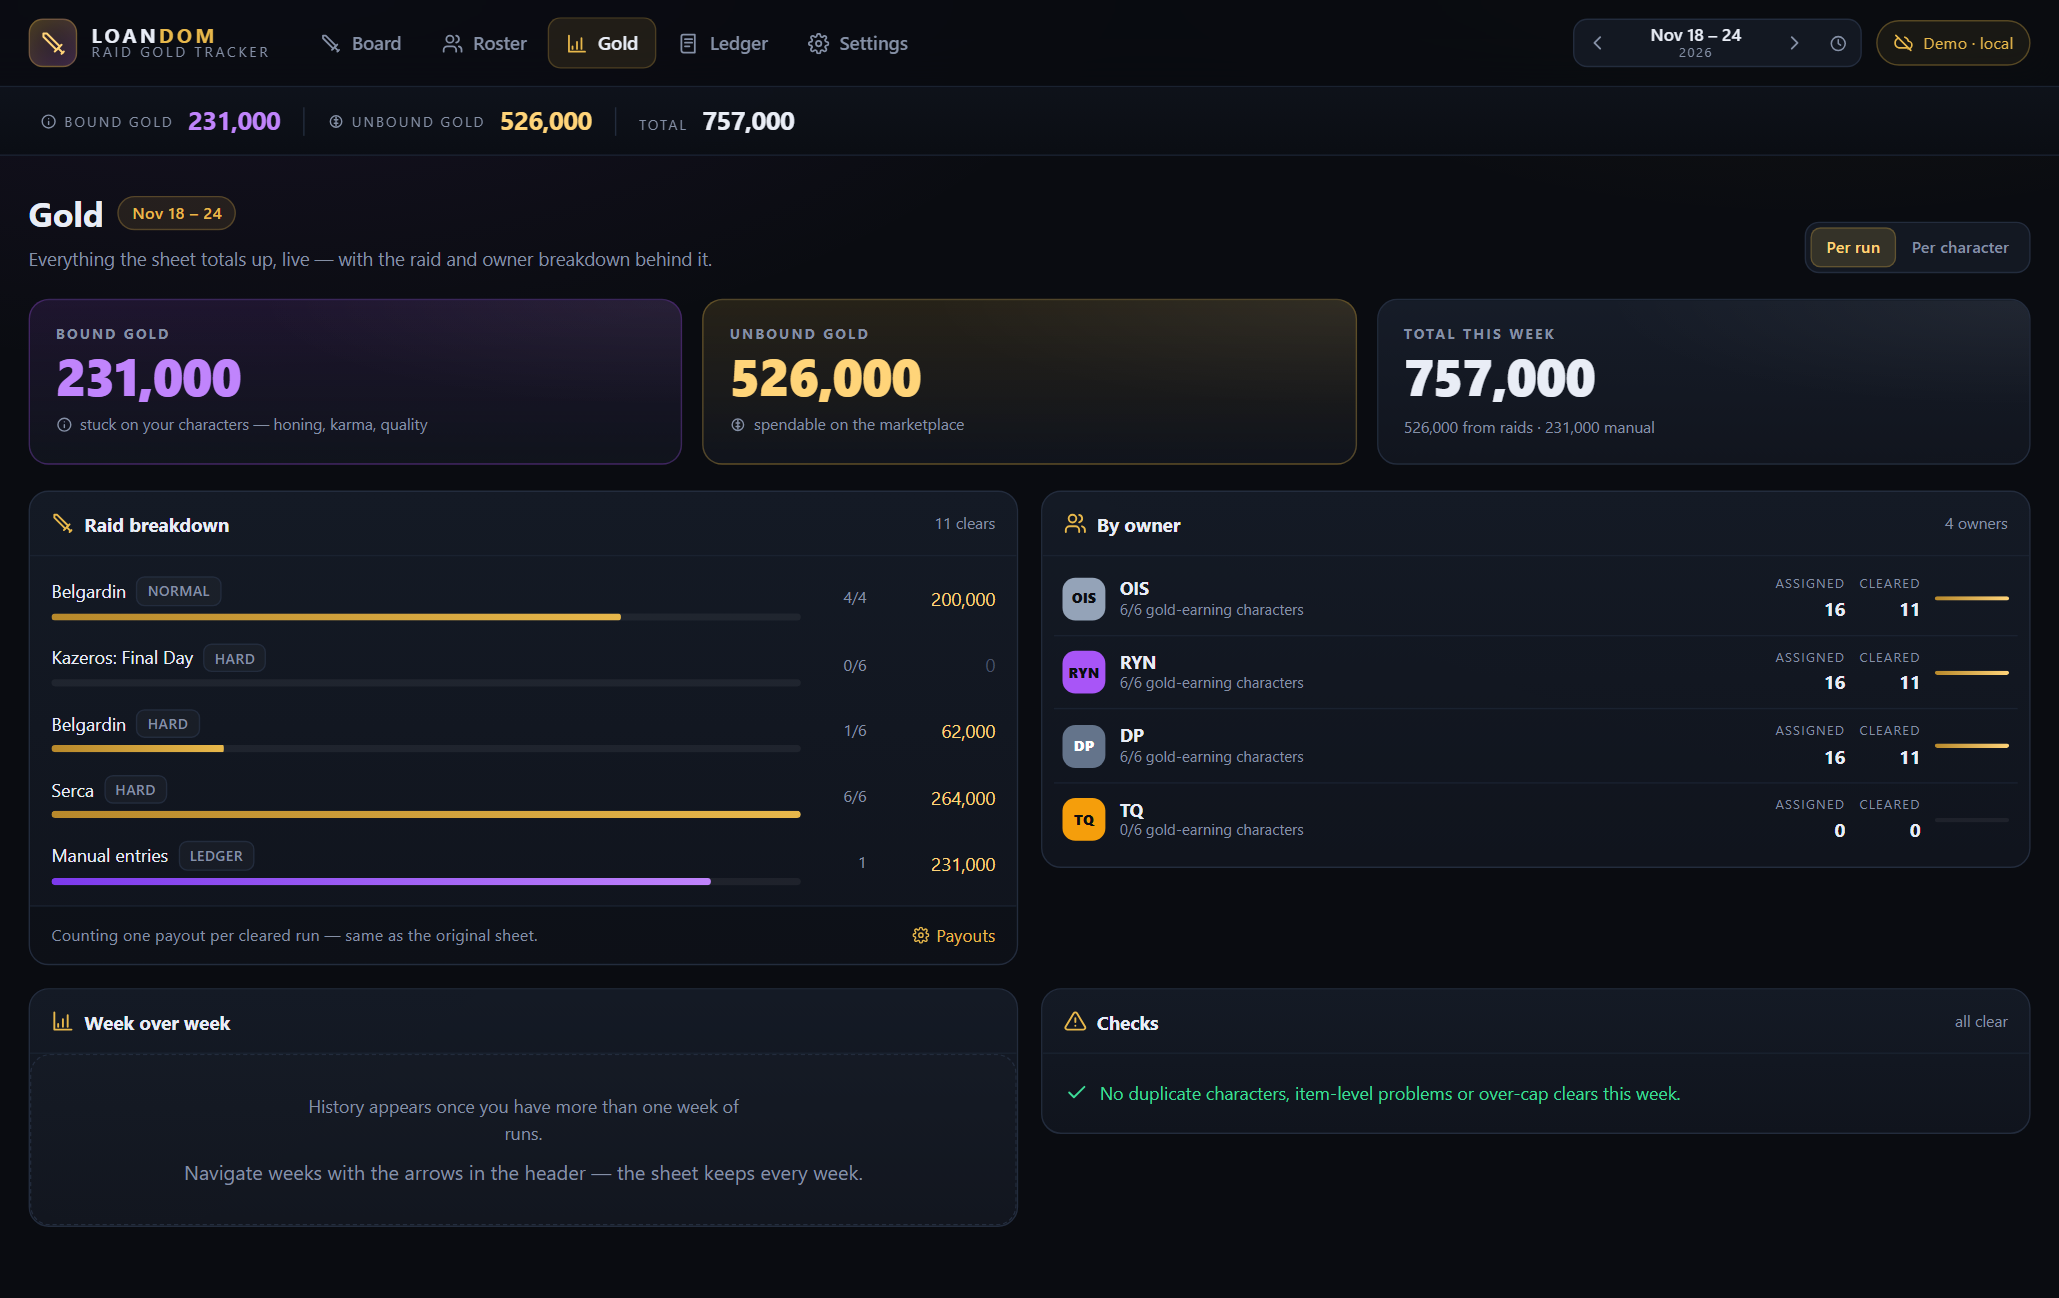 LOANDOM
RAID GOLD TRACKER
Board
Roster
Gold
Ledger
Settings
Nov 18 – 24
2026
Demo · local
BOUND GOLD 231,000
UNBOUND GOLD 526,000
TOTAL 757,000
Gold
Nov 18 – 24
Everything the sheet totals up, live — with the raid and owner breakdown behind it.
Per run
Per character
BOUND GOLD
231,000
stuck on your characters — honing, karma, quality
UNBOUND GOLD
526,000
spendable on the marketplace
TOTAL THIS WEEK
757,000
526,000 from raids · 231,000 manual
Raid breakdown
11 clears
Belgardin NORMAL 4/4 200,000
Kazeros: Final Day HARD 0/6 0
Belgardin HARD 1/6 62,000
Serca HARD 6/6 264,000
Manual entries LEDGER 1 231,000
Counting one payout per cleared run — same as the original sheet.
Payouts
By owner
4 owners
OIS
OIS
6/6 gold-earning characters
ASSIGNED CLEARED
16 11
RYN
RYN
6/6 gold-earning characters
ASSIGNED CLEARED
16 11
DP
DP
6/6 gold-earning characters
ASSIGNED CLEARED
16 11
TQ
TQ
0/6 gold-earning characters
ASSIGNED CLEARED
0 0
Week over week
History appears once you have more than one week of
runs.
Navigate weeks with the arrows in the header — the sheet keeps every week.
Checks
all clear
No duplicate characters, item-level problems or over-cap clears this week.